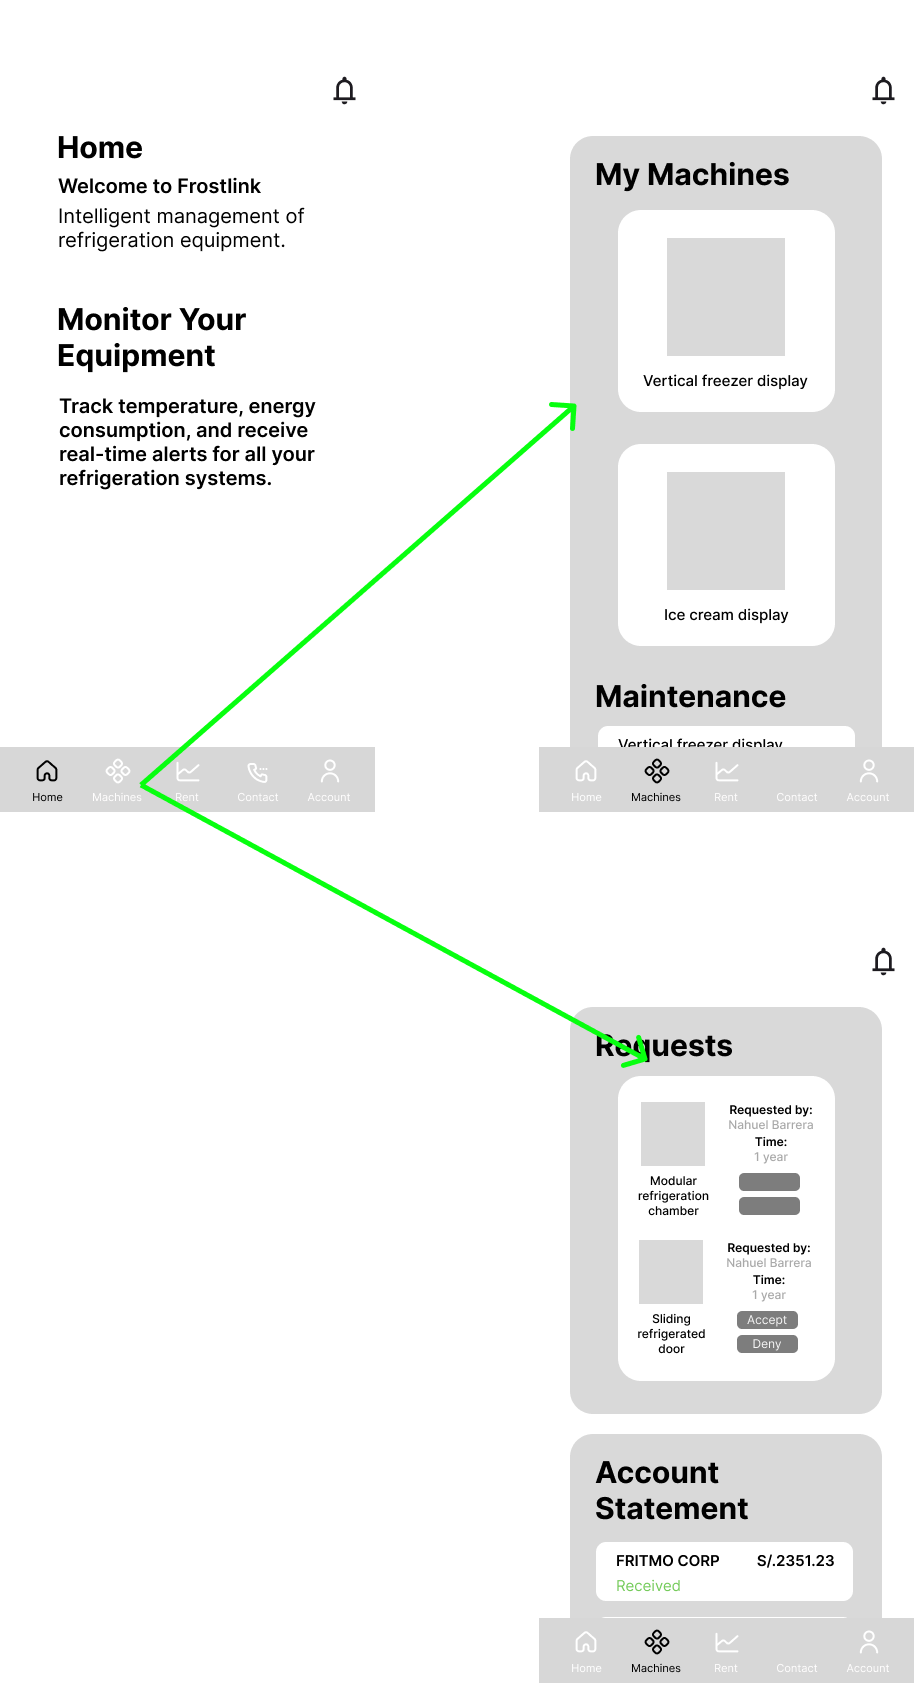 Home
Welcome to Frostlink
Intelligent management of
refrigeration equipment.
Monitor Your
Equipment
Track temperature, energy
consumption, and receive
real-time alerts for all your
refrigeration systems.
Home Machines Rent Contact Account
My Machines
Vertical freezer display
Ice cream display
Maintenance
Vertical freezer display
Home Machines Rent Contact Account
Requests
Requested by:
Nahuel Barrera
Time:
1 year
Modular
refrigeration
chamber
Requested by:
Nahuel Barrera
Time:
1 year
Accept
Deny
Sliding
refrigerated
door
Account
Statement
FRITMO CORP S/.2351.23
Received
Home Machines Rent Contact Account